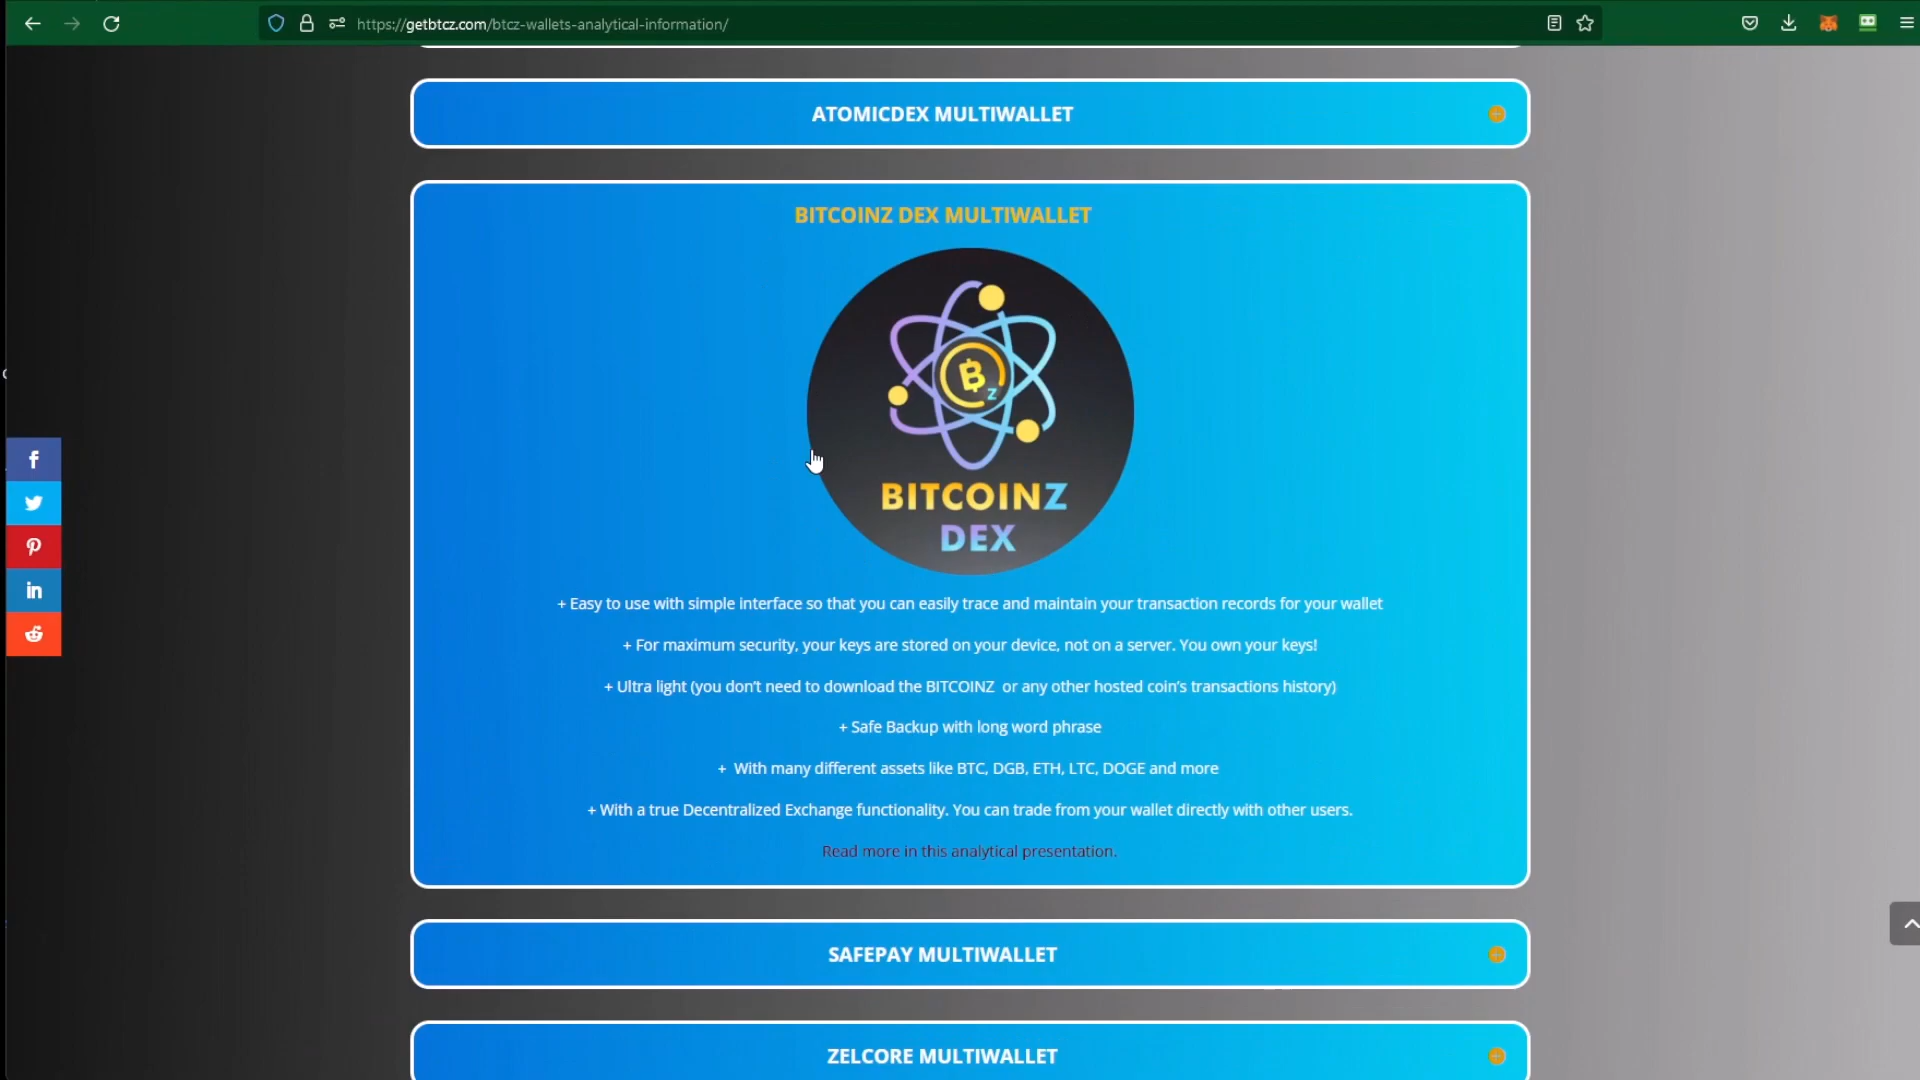 https://getbtcz.com/btcz-wallets-analytical-information/
ATOMICDEX MULTIWALLET
BITCOINZ DEX MULTIWALLET
B
Z
BITCOINZ
DEX
+ Easy to use with simple interface so that you can easily trace and maintain your transaction records for your wallet
+ For maximum security, your keys are stored on your device, not on a server. You own your keys!
+ Ultra light (you don't need to download the BITCOINZ or any other hosted coin's transactions history)
+ Safe Backup with long word phrase
+ With many different assets like BTC, DGB, ETH, LTC, DOGE and more
+ With a true Decentralized Exchange functionality. You can trade from your wallet directly with other users.
Read more in this analytical presentation.
SAFEPAY MULTIWALLET
ZELCORE MULTIWALLET